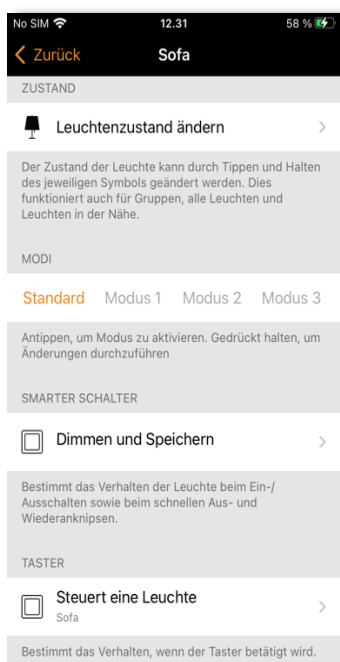 No SIM 12.31 58 %
Zurück Sofa
ZUSTAND
Leuchtenzustand ändern
Der Zustand der Leuchte kann durch Tippen und Halten
des jeweiligen Symbols geändert werden. Dies
funktioniert auch für Gruppen, alle Leuchten und
Leuchten in der Nähe.
MODI
Standard Modus 1 Modus 2 Modus 3
Antippen, um Modus zu aktivieren. Gedrückt halten, um
Änderungen durchzuführen
SMARTER SCHALTER
Dimmen und Speichern
Bestimmt das Verhalten der Leuchte beim Ein-/
Ausschalten sowie beim schnellen Aus- und
Wiederanknipsen.
TASTER
Steuert eine Leuchte
Sofa
Bestimmt das Verhalten, wenn der Taster betätigt wird.